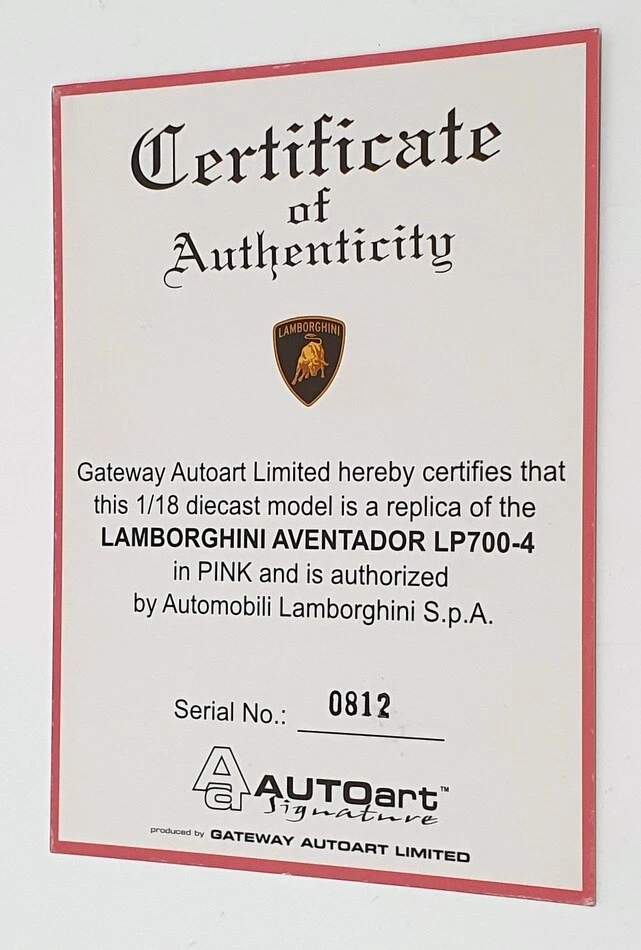 Certificate
of
Authenticity
LAMBORGHINI
Gateway Autoart Limited hereby certifies that
this 1/18 diecast model is a replica of the
LAMBORGHINI AVENTADOR LP700-4
in PINK and is authorized
by Automobili Lamborghini S.p.A.
Serial No.: 0812
Aa AUTOart™
Signature
produced by GATEWAY AUTOART LIMITED